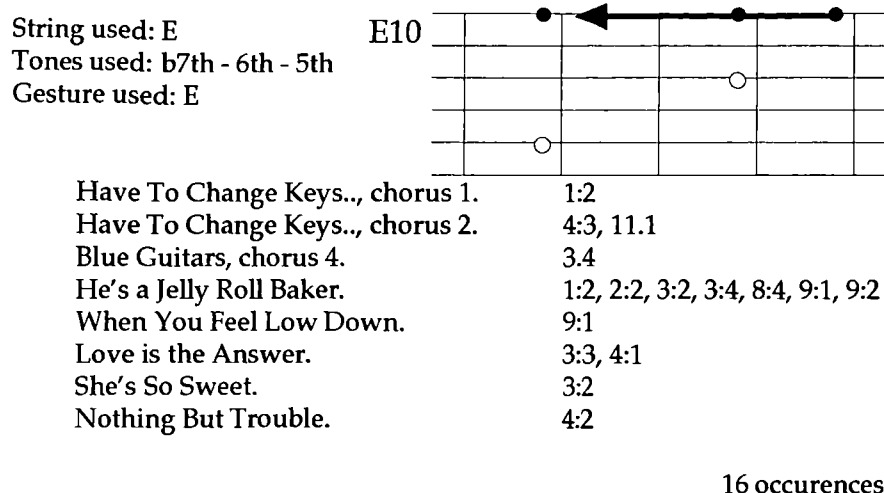 String used: E
E10
Tones used: b7th - 6th - 5th
Gesture used: E
Have To Change Keys.., chorus 1. 1:2
Have To Change Keys.., chorus 2. 4:3, 11.1
Blue Guitars, chorus 4. 3.4
He's a Jelly Roll Baker. 1:2, 2:2, 3:2, 3:4, 8:4, 9:1, 9:2
When You Feel Low Down. 9:1
Love is the Answer. 3:3, 4:1
She's So Sweet. 3:2
Nothing But Trouble. 4:2
16 occurences